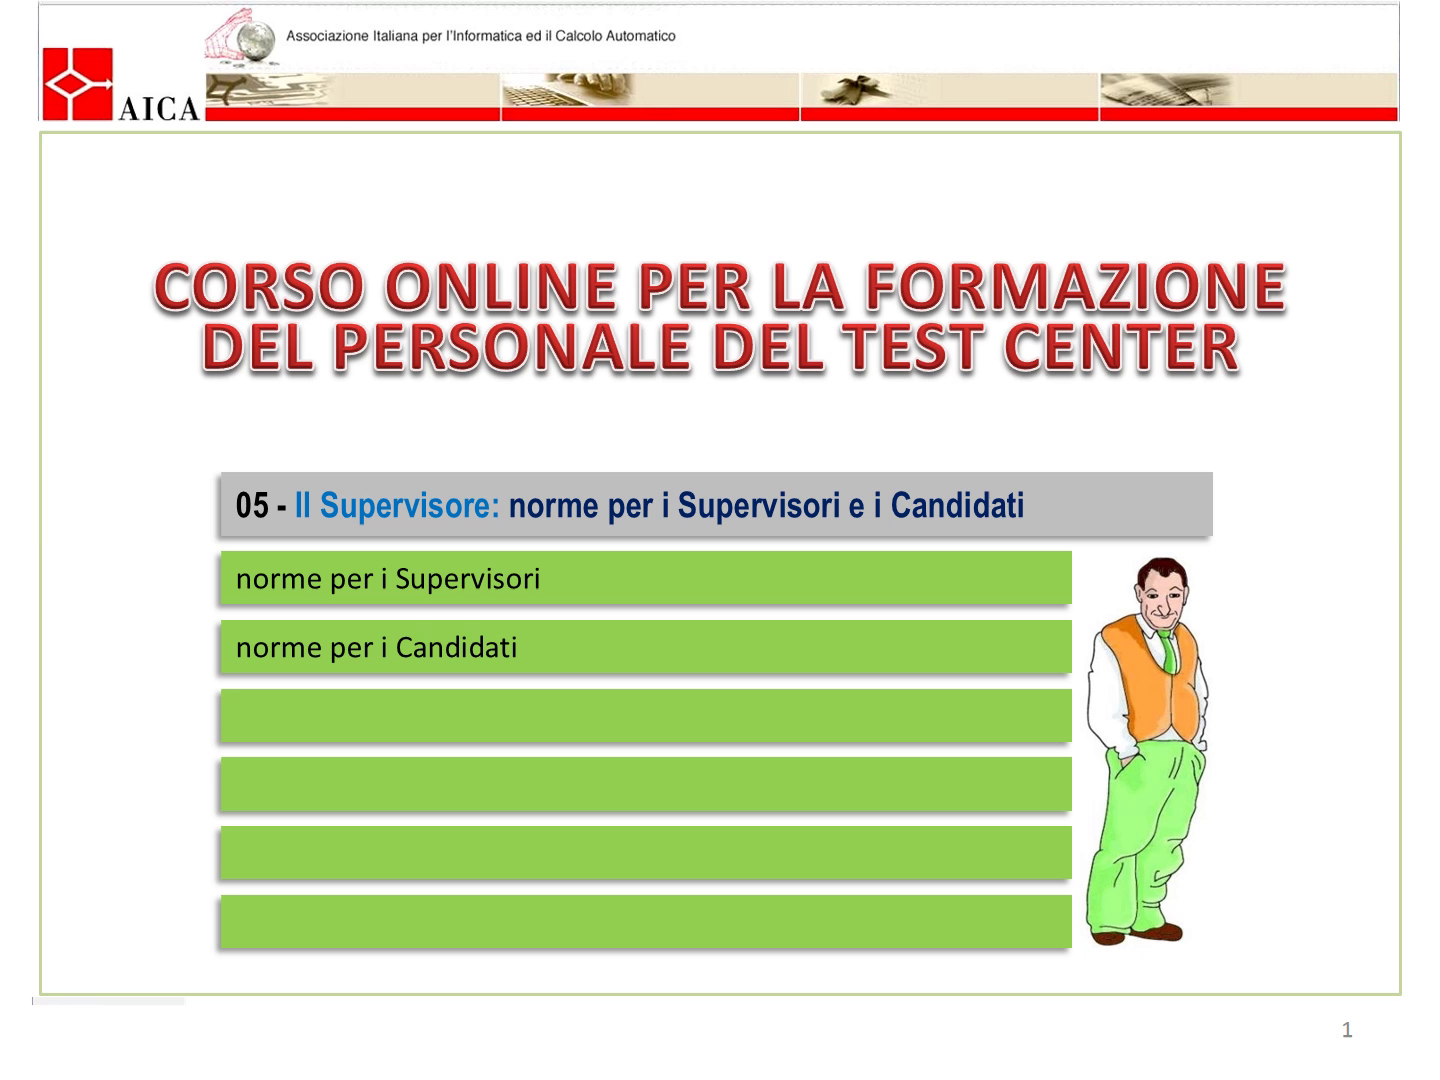 Associazione Italiana per l'Informatica ed il Calcolo Automatico
AICA
CORSO ONLINE PER LA FORMAZIONE
DEL PERSONALE DEL TEST CENTER
05 - Il Supervisore: norme per i Supervisori e i Candidati
norme per i Supervisori
norme per i Candidati
1